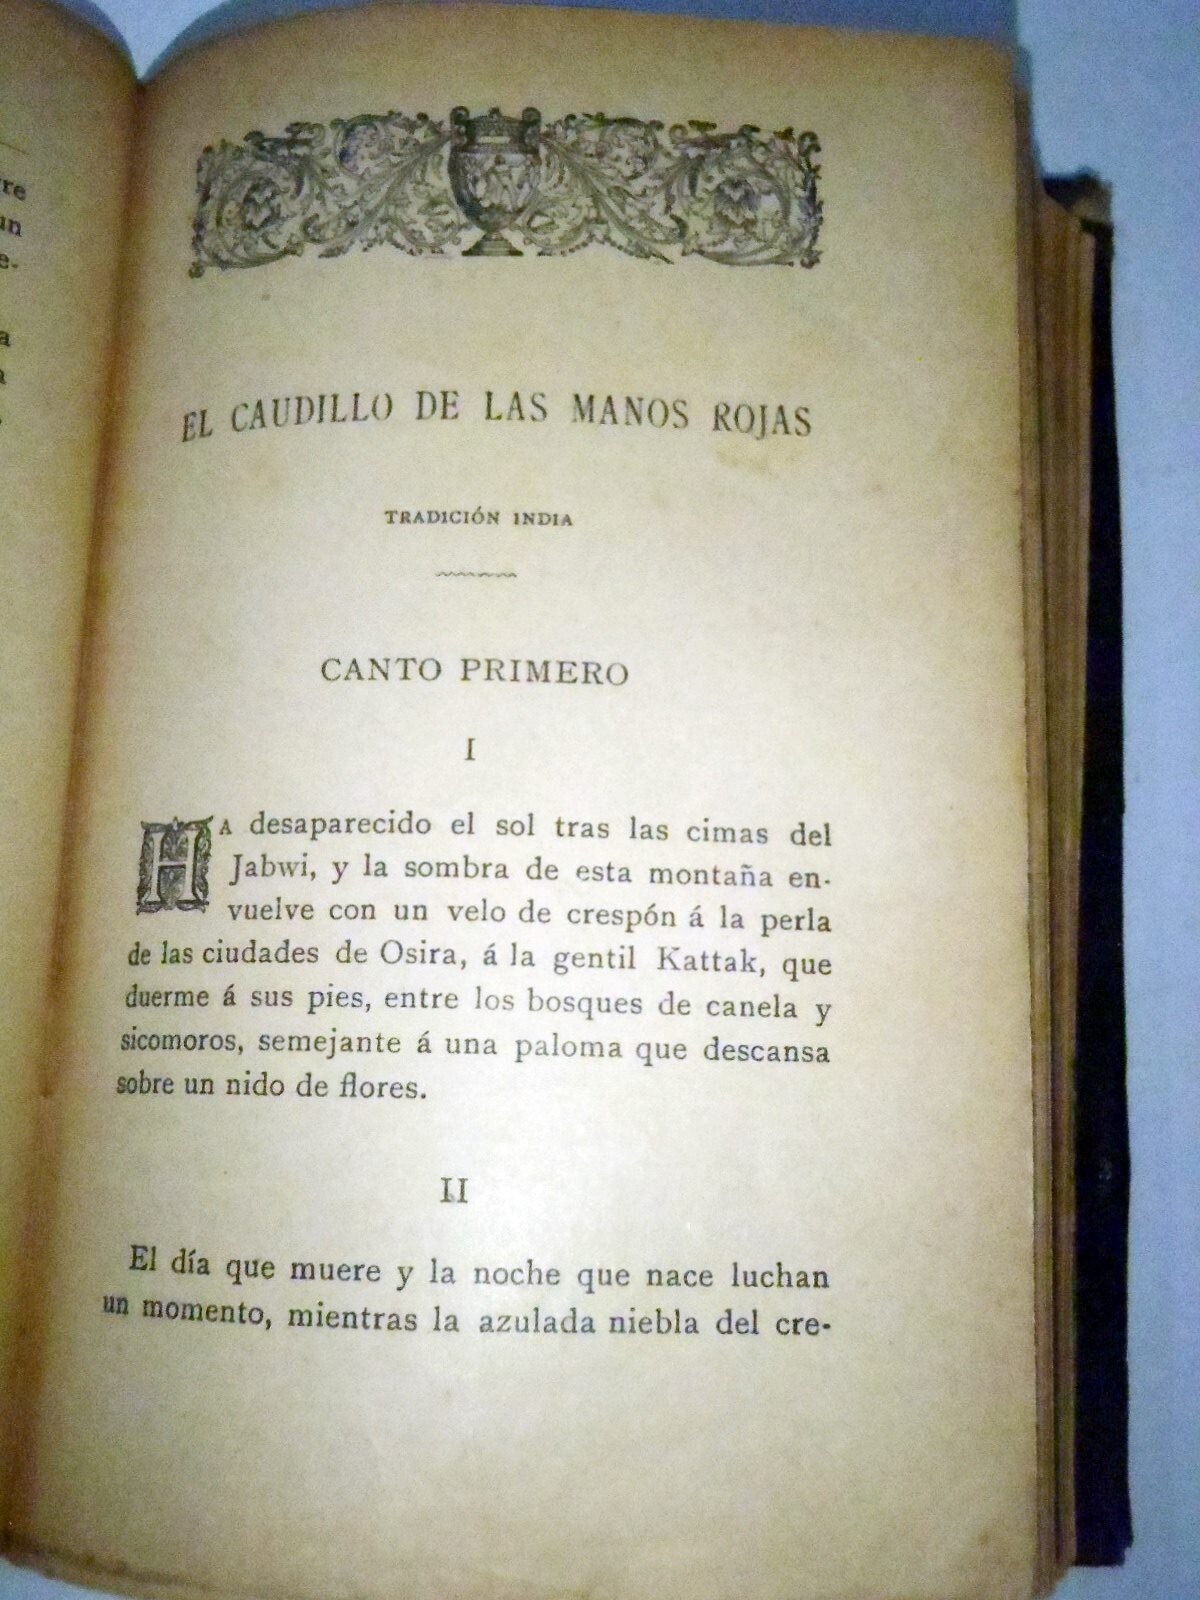 re
un
e-
a
a
EL CAUDILLO DE LAS MANOS ROJAS
TRADICIÓN INDIA
CANTO PRIMERO
I
HA desaparecido el sol tras las cimas del
Jabwi, y la sombra de esta montaña en-
vuelve con un velo de crespón á la perla
de las ciudades de Osira, á la gentil Kattak, que
duerme á sus pies, entre los bosques de canela y
sicomoros, semejante á una paloma que descansa
sobre un nido de flores.
II
El día que muere y la noche que nace luchan
un momento, mientras la azulada niebla del cre-